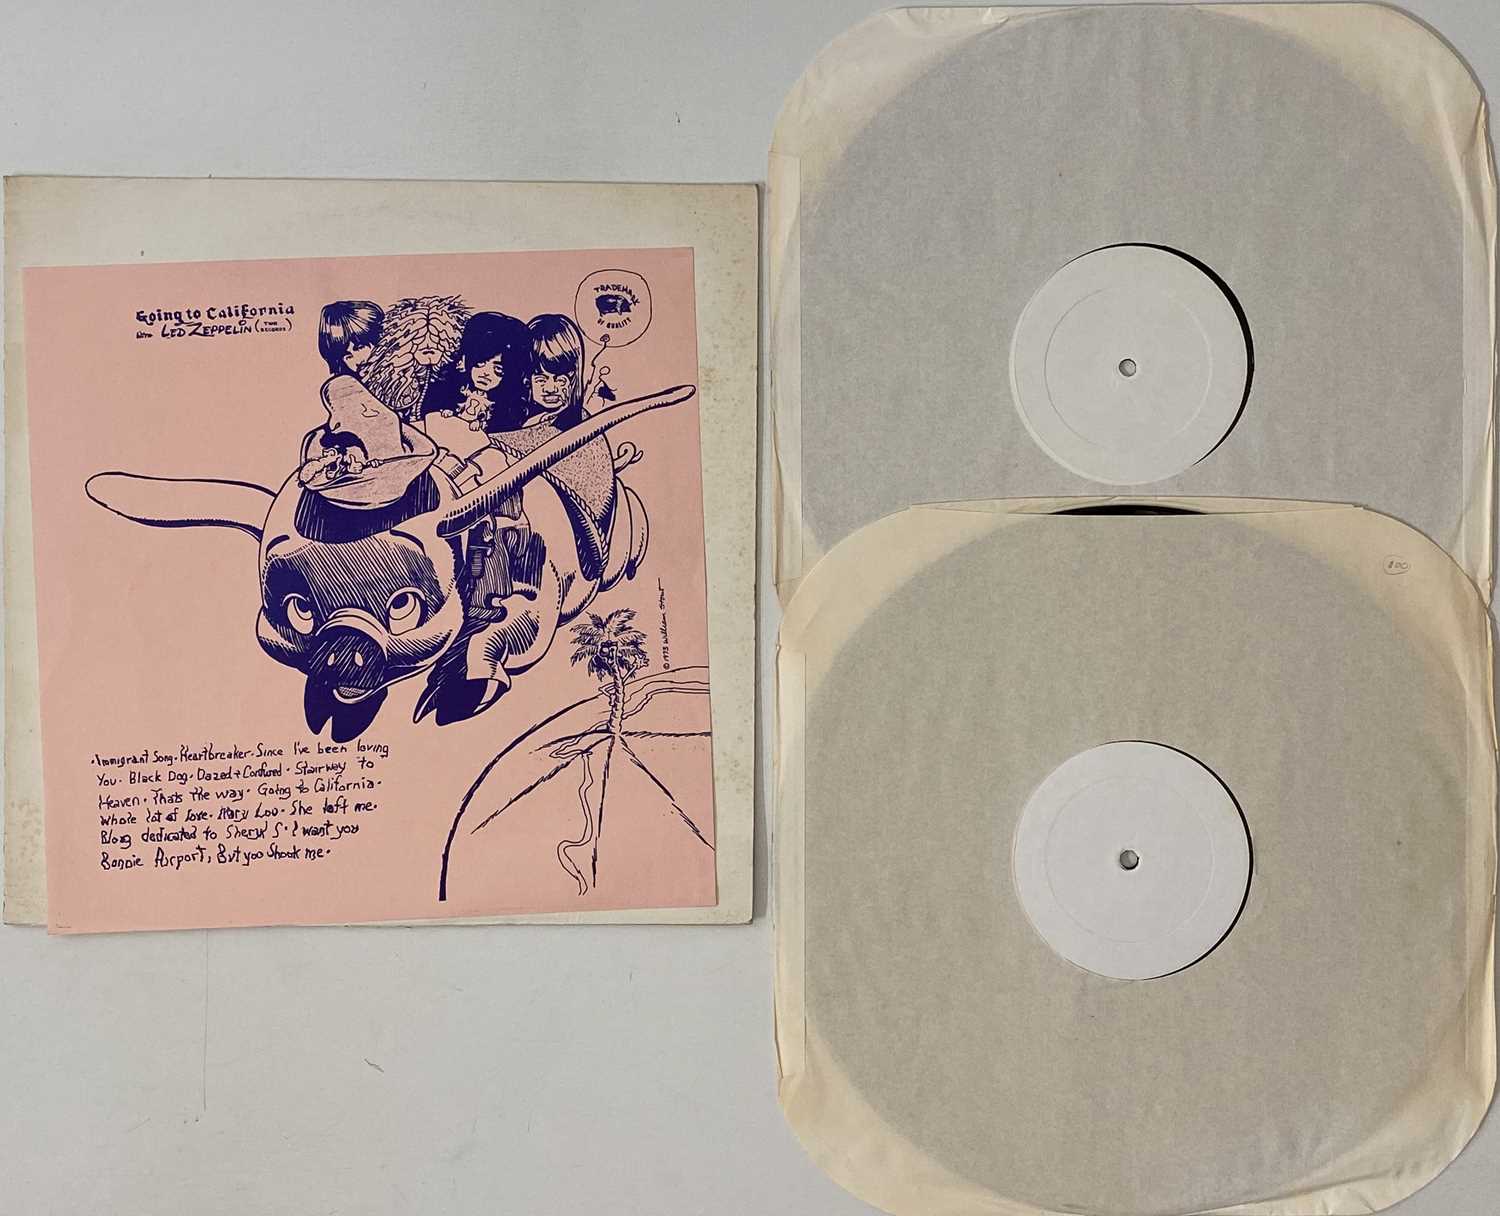 Going to California
with LED ZEPPELIN (TWO RECORDS)
TRADEMARK
OF QUALITY
© 1973 William Stout
• Immigrant Song • Heartbreaker • Since I've been loving
You • Black Dog • Dazed + Confused • Stairway to
Heaven • Thats the way • Going to California •
Whole lot of love • Mary Lou • She left me •
dedicated to Sheryl S • I want you
Bonnie Airport, But you Shook me •